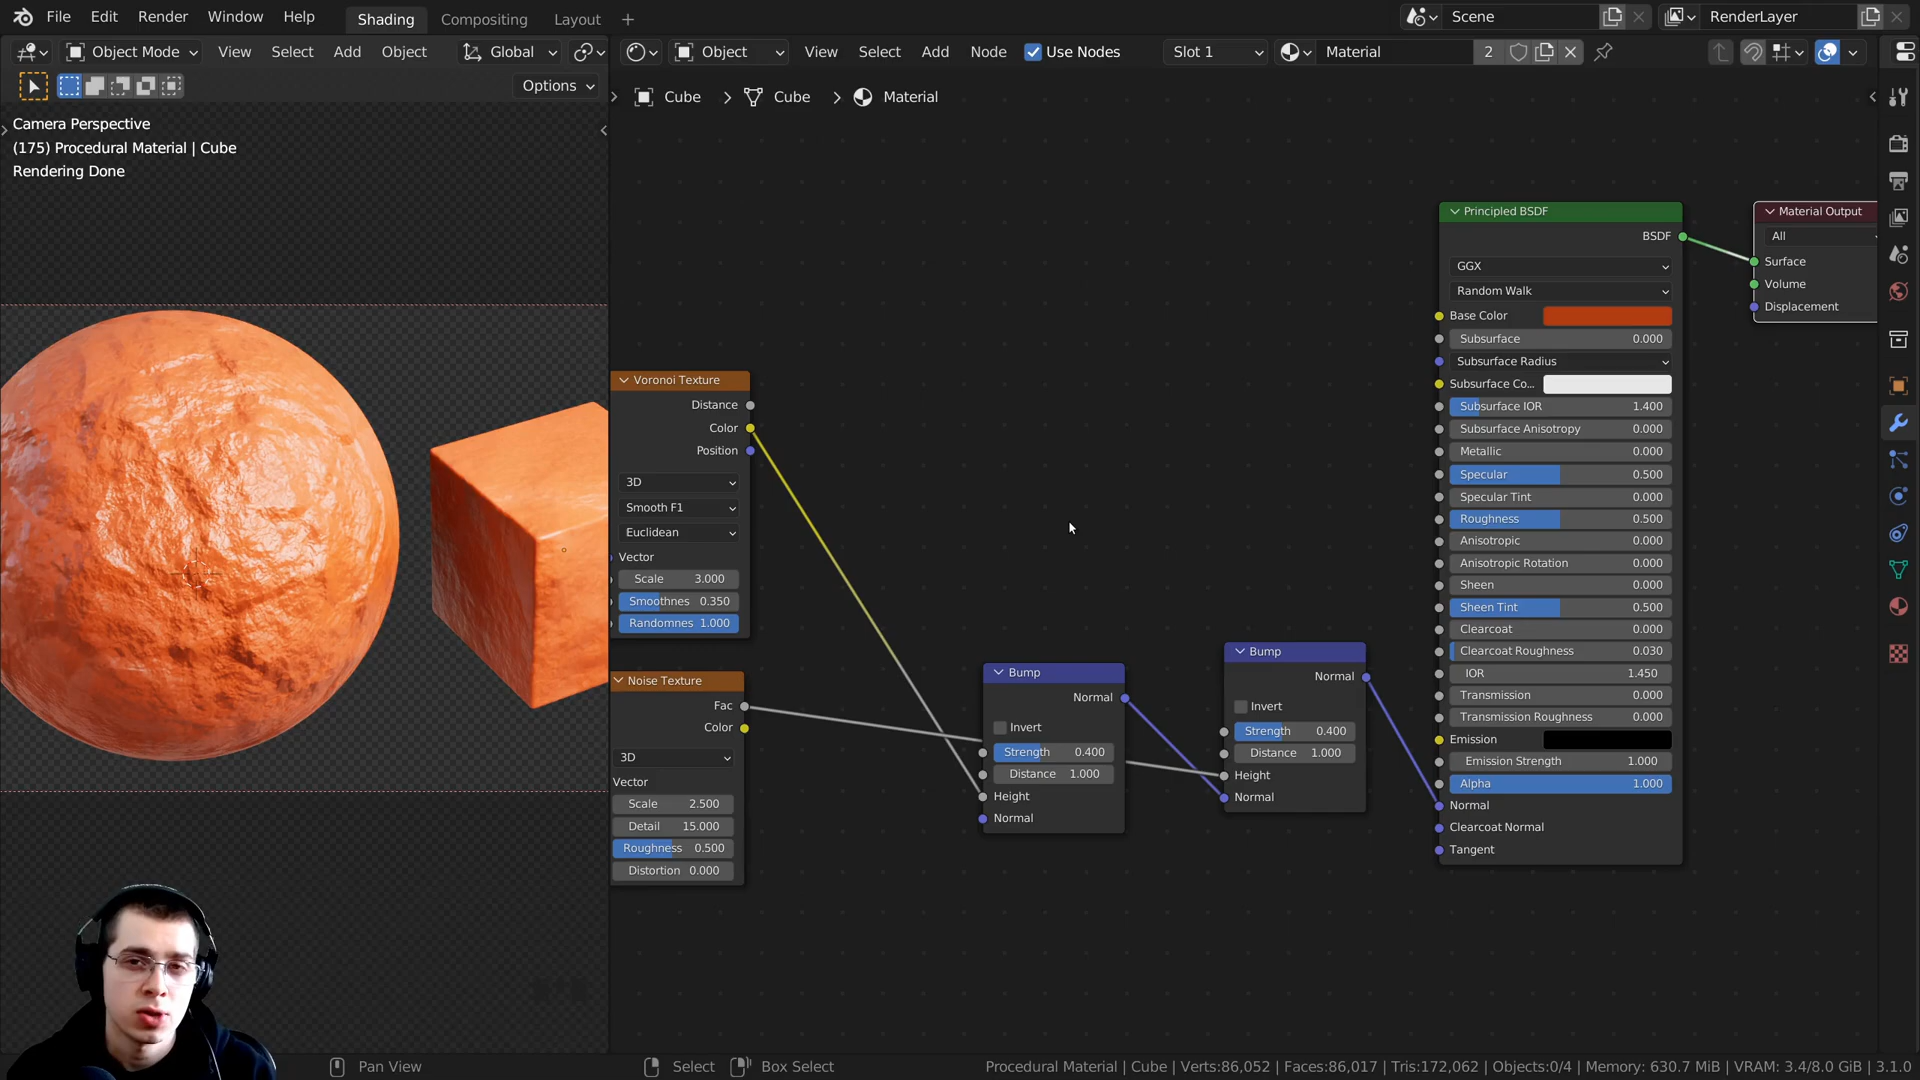 File Edit Render Window Help Shading Compositing Layout + Scene RenderLayer
Object Mode View Select Add Object Global Object View Select Add Node Use Nodes Slot 1 Material 2
Options
Cube > Cube > Material
Camera Perspective
(175) Procedural Material | Cube
Rendering Done
Voronoi Texture
Distance
Color
Position
3D
Smooth F1
Euclidean
Vector
Scale 3.000
Smoothnes 0.350
Randomnes 1.000
Noise Texture
Fac
Color
3D
Vector
Scale 2.500
Detail 15.000
Roughness 0.500
Distortion 0.000
Bump
Normal
Invert
Strength 0.400
Distance 1.000
Height
Normal
Bump
Normal
Invert
Strength 0.400
Distance 1.000
Height
Normal
Principled BSDF
BSDF
GGX
Random Walk
Base Color
Subsurface 0.000
Subsurface Radius
Subsurface Co...
Subsurface IOR 1.400
Subsurface Anisotropy 0.000
Metallic 0.000
Specular 0.500
Specular Tint 0.000
Roughness 0.500
Anisotropic 0.000
Anisotropic Rotation 0.000
Sheen 0.000
Sheen Tint 0.500
Clearcoat 0.000
Clearcoat Roughness 0.030
IOR 1.450
Transmission 0.000
Transmission Roughness 0.000
Emission
Emission Strength 1.000
Alpha 1.000
Normal
Clearcoat Normal
Tangent
Material Output
All
Surface
Volume
Displacement
Pan View Select Box Select Procedural Material | Cube | Verts:86,052 | Faces:86,017 | Tris:172,062 | Objects:0/4 | Memory: 630.7 MiB | VRAM: 3.4/8.0 GiB | 3.1.0